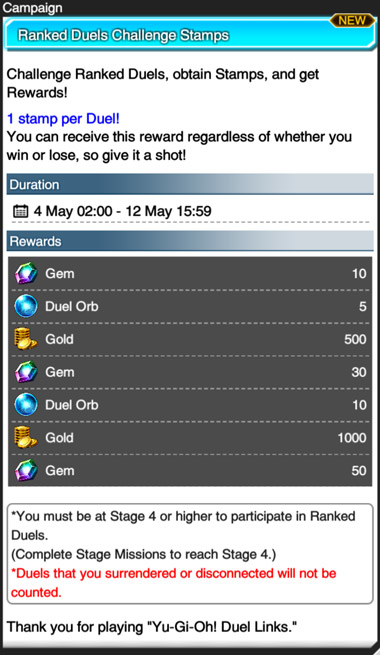 Campaign
NEW
Ranked Duels Challenge Stamps
Challenge Ranked Duels, obtain Stamps, and get
Rewards!
1 stamp per Duel!
You can receive this reward regardless of whether you
win or lose, so give it a shot!
Duration
4 May 02:00 - 12 May 15:59
Rewards
Gem 10
Duel Orb 5
Gold 500
Gem 30
Duel Orb 10
Gold 1000
Gem 50
*You must be at Stage 4 or higher to participate in Ranked
Duels.
(Complete Stage Missions to reach Stage 4.)
*Duels that you surrendered or disconnected will not be
counted.
Thank you for playing "Yu-Gi-Oh! Duel Links."